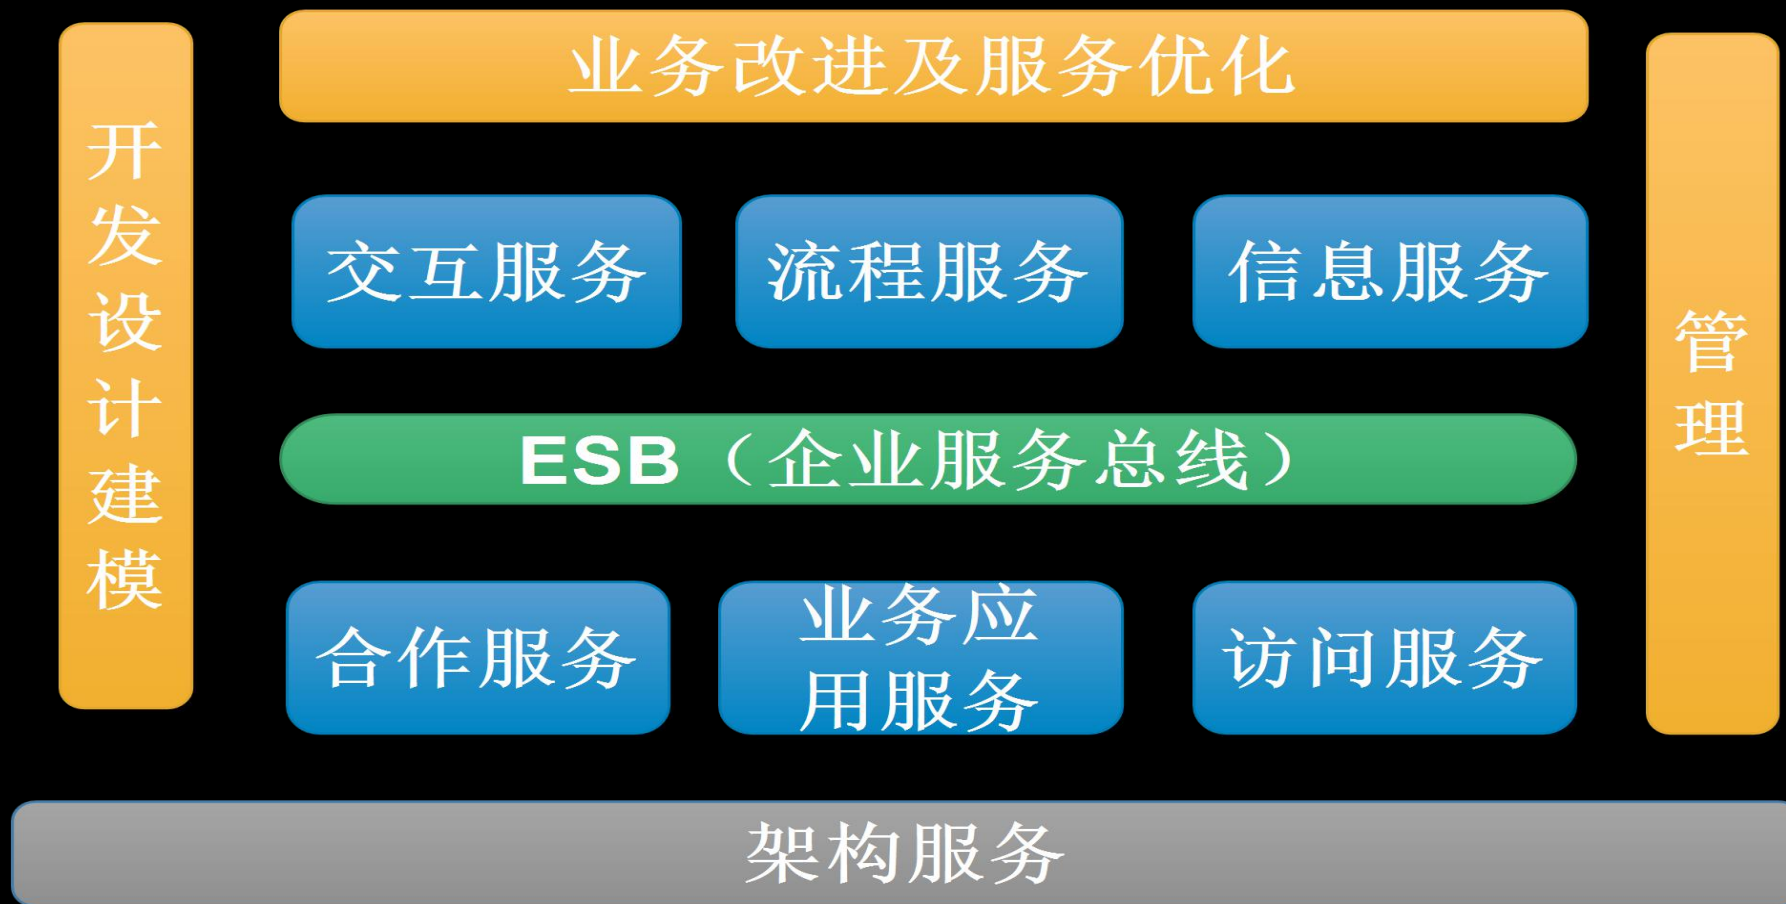 业务改进及服务优化
开
发
设
计
建
模
交互服务
流程服务
信息服务
管
理
ESB（企业服务总线）
合作服务
业务应
用服务
访问服务
架构服务